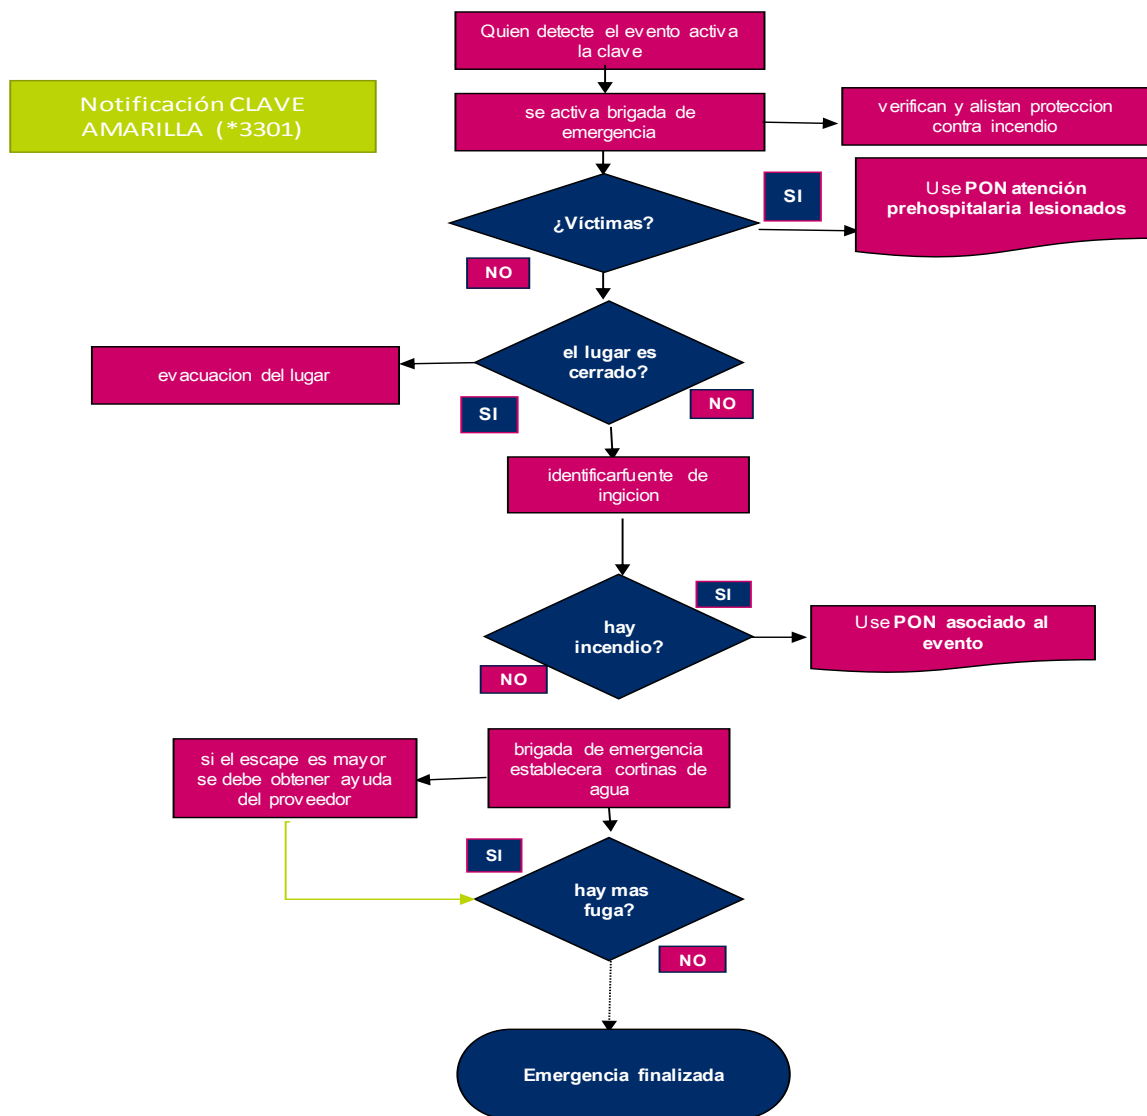 Quien detecte el evento activa
la clave
Notificación CLAVE
AMARILLA (*3301)
se activa brigada de
emergencia
verifican y alistan proteccion
contra incendio
SI
Use PON atención
prehospitalaria lesionados
¿Víctimas?
NO
el lugar es
cerrado?
evacuacion del lugar
SI
NO
identificarfuente de
ingicion
SI
hay
incendio?
Use PON asociado al
evento
NO
si el escape es mayor
se debe obtener ayuda
del proveedor
brigada de emergencia
establecera cortinas de
agua
SI
hay mas
fuga?
NO
Emergencia finalizada